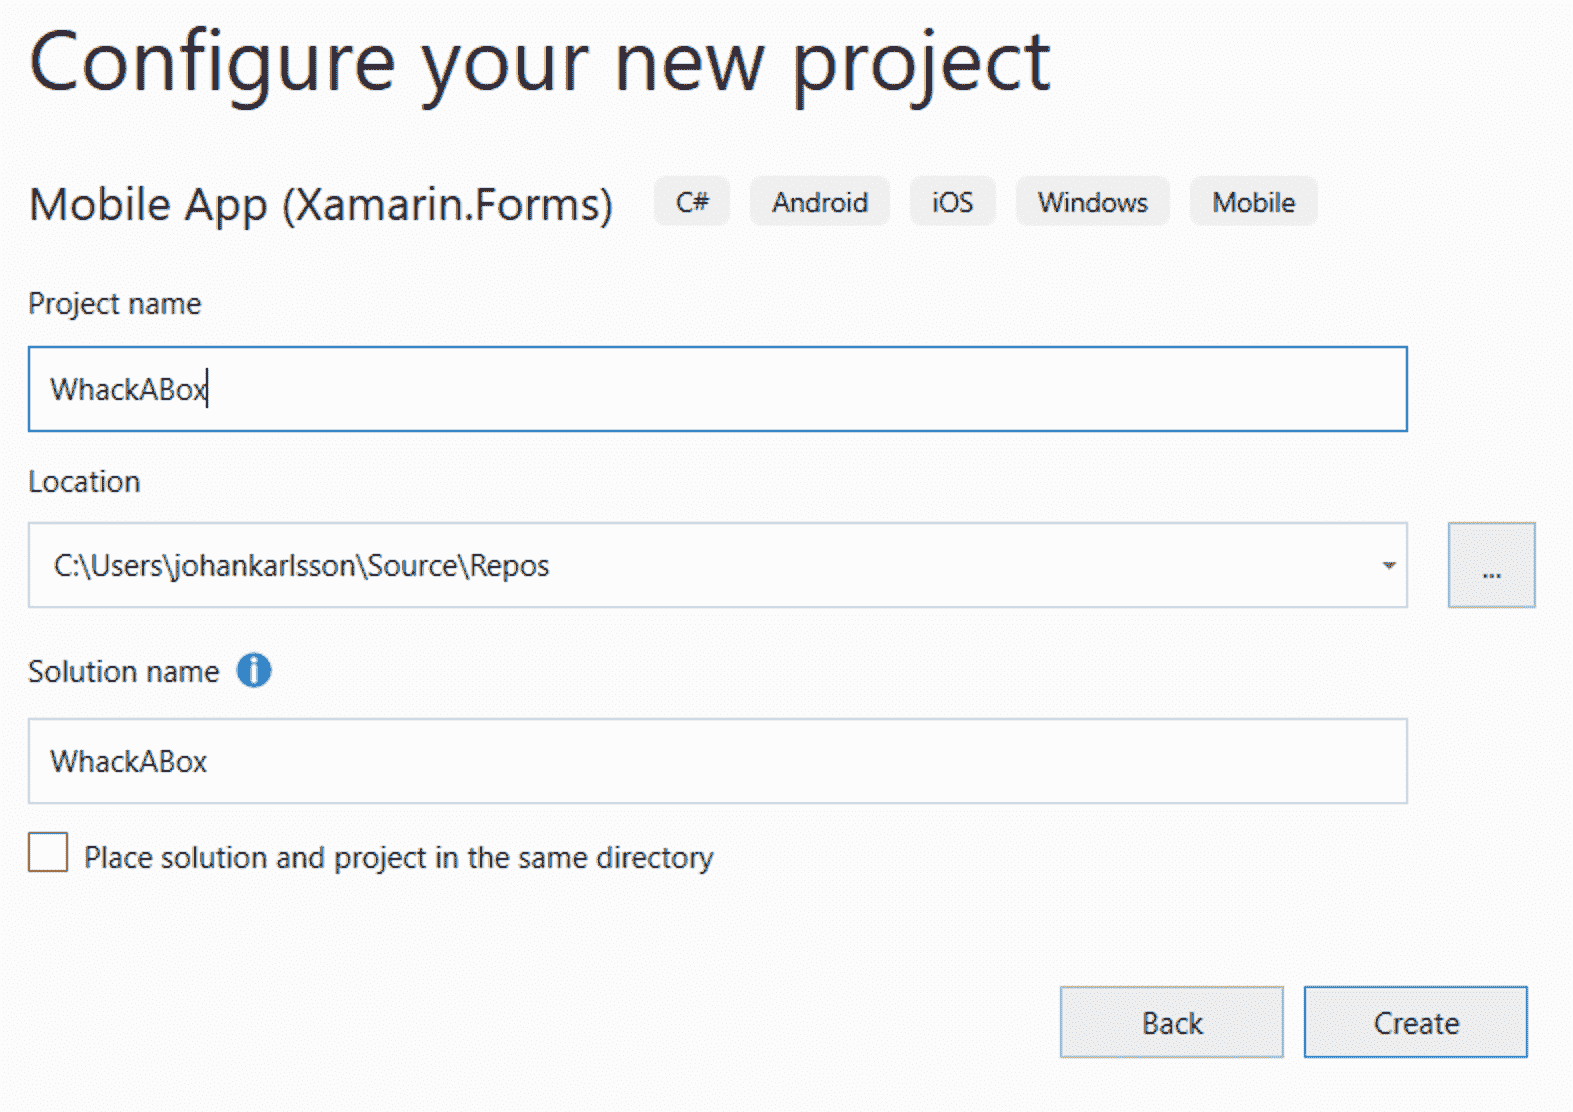 Configure your new project
Mobile App (Xamarin.Forms) C# Android iOS Windows Mobile
Project name
WhackABox
Location
C:\Users\johankarlsson\Source\Repos
...
Solution name
WhackABox
Place solution and project in the same directory
Back Create